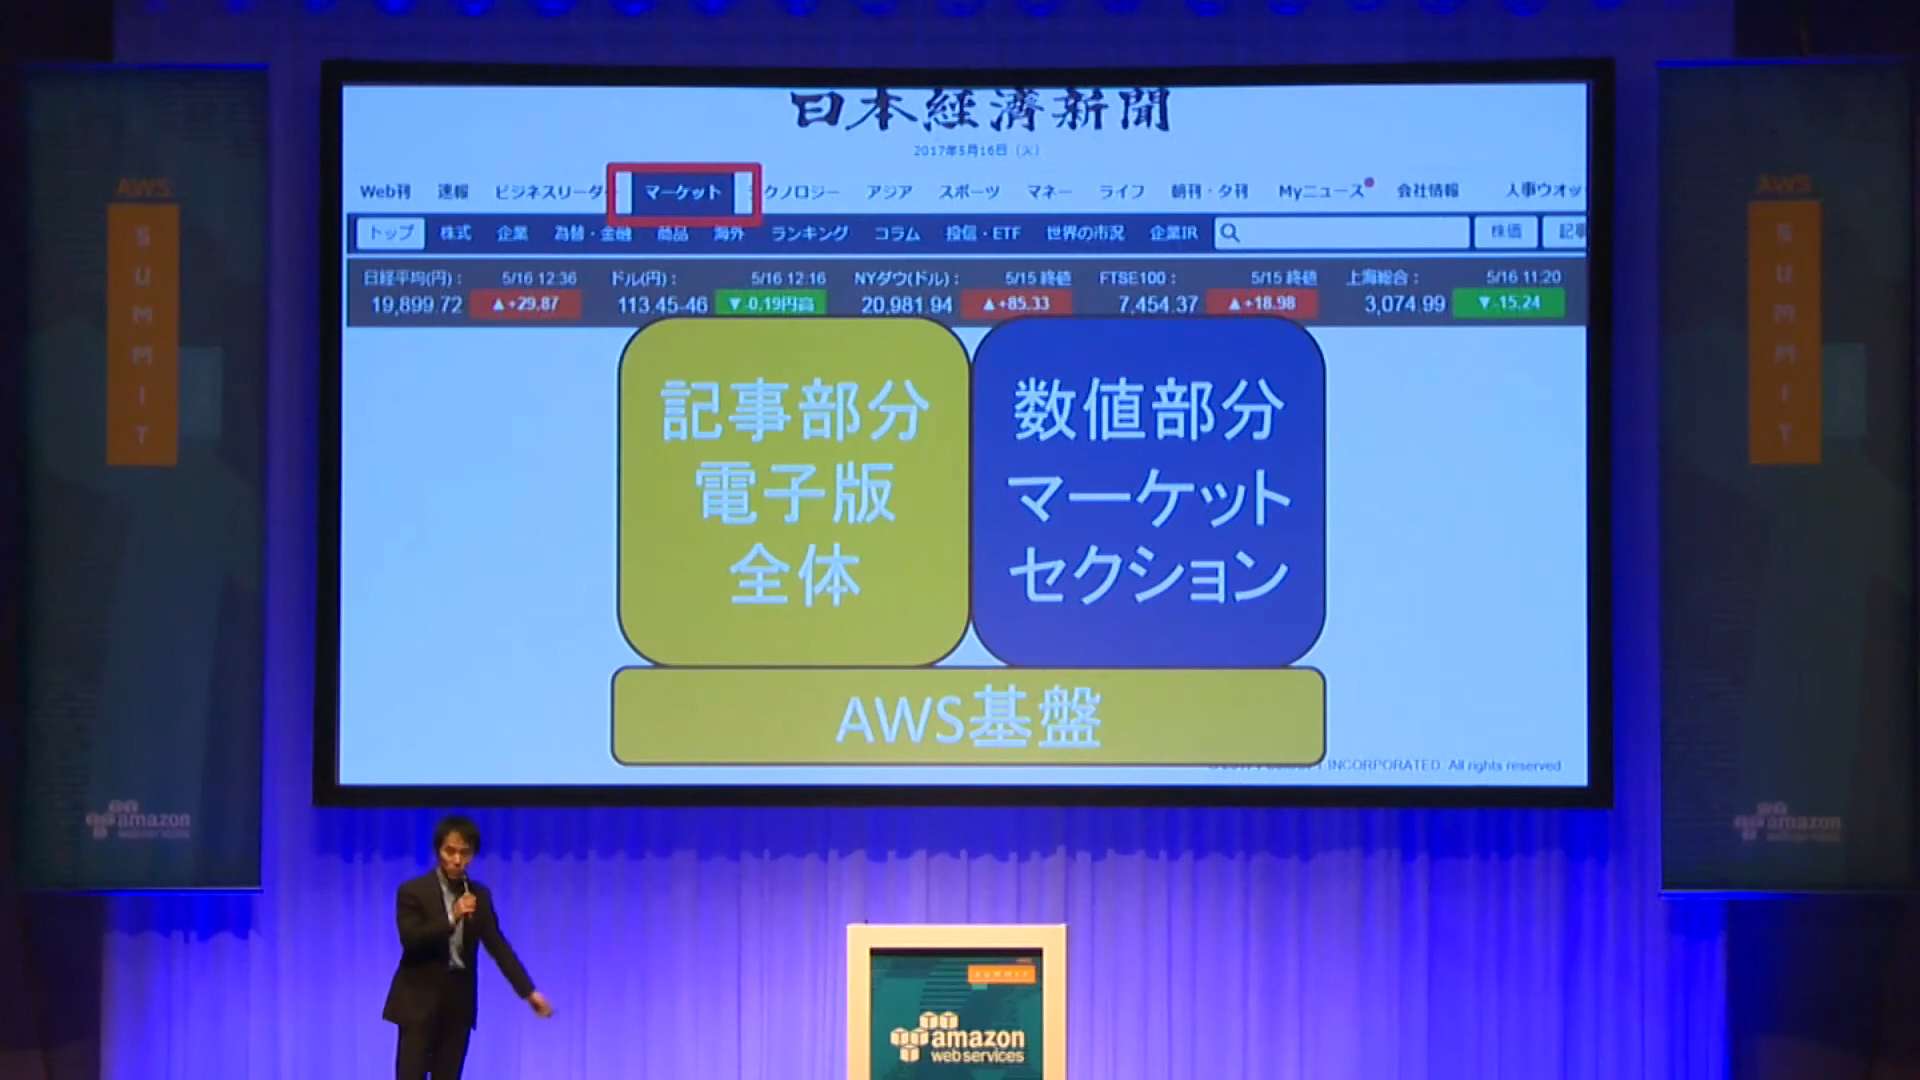 日本経済新聞
2017年5月16日（火）
Web刊 速報 ビジネスリーダー マーケット テクノロジー アジア スポーツ マネー ライフ 朝刊・夕刊 Myニュース 会社情報 人事ウオッ
トップ 株式 企業 為替・金融 商品 海外 ランキング コラム 投信・ETF 世界の市況 企業IR 株価 記事
日経平均(円)： 5/16 12:36 ドル(円)： 5/16 12:16 NYダウ(ドル)： 5/15 終値 FTSE100： 5/15 終値 上海総合： 5/16 11:20
19,899.72 ▲+29.87 113.45-46 ▼-0.19円高 20,981.94 ▲+85.33 7,454.37 ▲+18.98 3,074.99 ▼-15.24
記事部分
電子版
全体
数値部分
マーケット
セクション
AWS基盤
INCORPORATED. All rights reserved
AWS
SUMMIT
amazon
web services
AWS
SUMMIT
amazon
web services
SUMMIT
amazon
web services